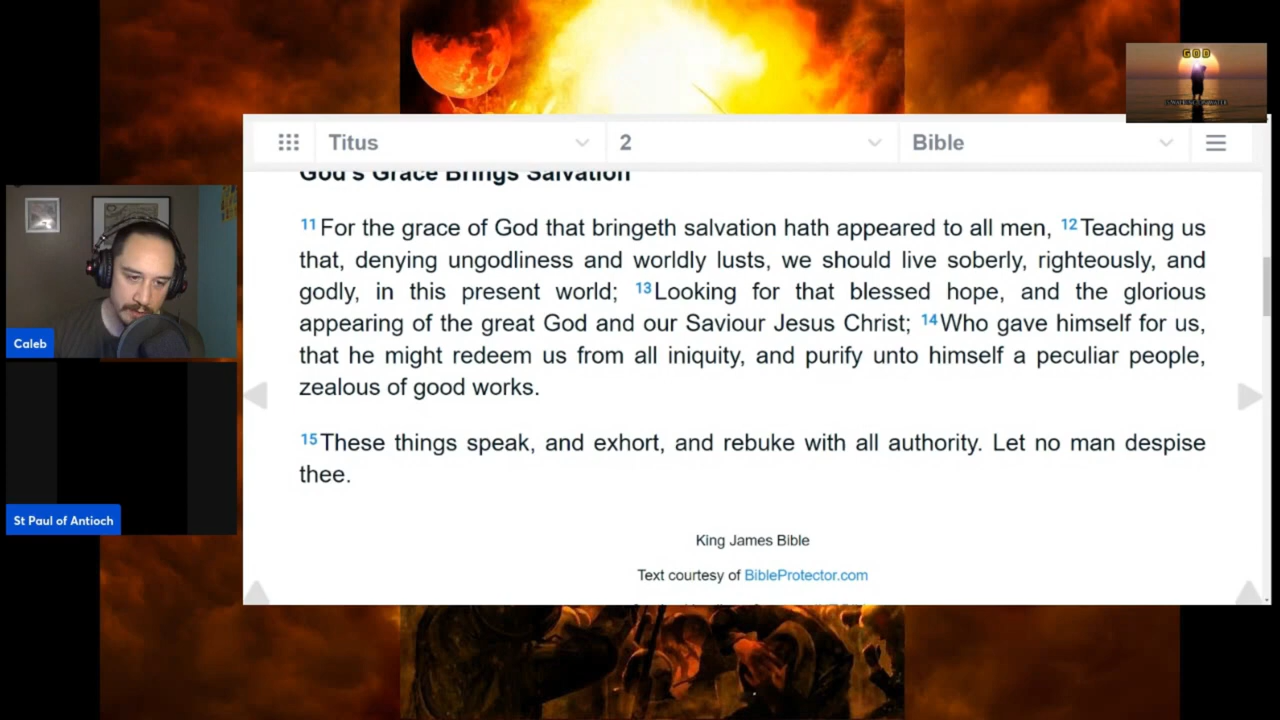 GOD
Titus 2 Bible
God's Grace Brings Salvation
11 For the grace of God that bringeth salvation hath appeared to all men, 12 Teaching us
that, denying ungodliness and worldly lusts, we should live soberly, righteously, and
godly, in this present world; 13 Looking for that blessed hope, and the glorious
appearing of the great God and our Saviour Jesus Christ; 14 Who gave himself for us,
that he might redeem us from all iniquity, and purify unto himself a peculiar people,
zealous of good works.
15 These things speak, and exhort, and rebuke with all authority. Let no man despise
thee.
King James Bible
Text courtesy of BibleProtector.com
Caleb
St Paul of Antioch